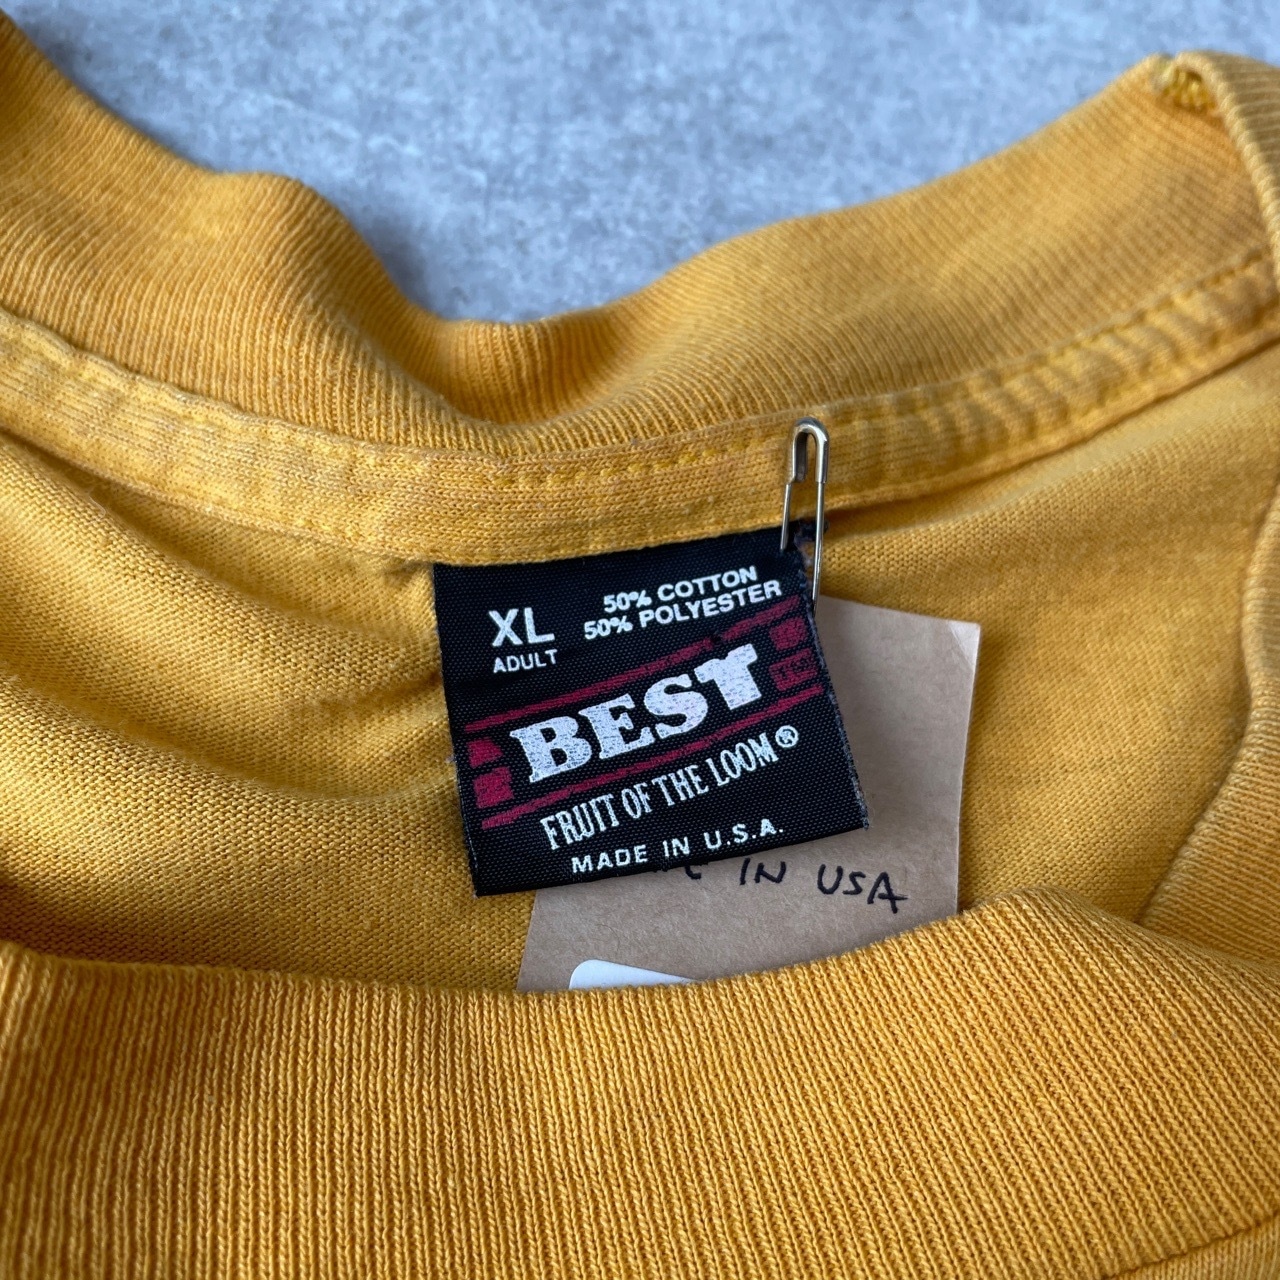 XL
ADULT
50% COTTON
50% POLYESTER
BEST
FRUIT OF THE LOOM®
MADE IN U.S.A.
IN USA